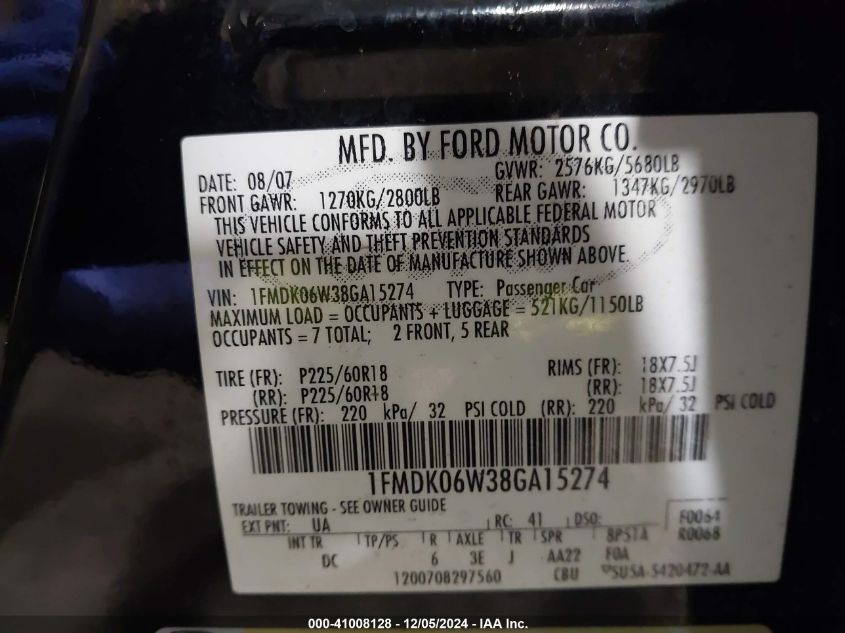 MFD. BY FORD MOTOR CO.
DATE: 08/07 GVWR: 2576KG/5680LB
FRONT GAWR: 1270KG/2800LB REAR GAWR: 1347KG/2970LB
THIS VEHICLE CONFORMS TO ALL APPLICABLE FEDERAL MOTOR
VEHICLE SAFETY AND THEFT PREVENTION STANDARDS
IN EFFECT ON THE DATE OF MANUFACTURE SHOWN ABOVE.
VIN: 1FMDK06W38GA15274 TYPE: Passenger Car
MAXIMUM LOAD = OCCUPANTS + LUGGAGE = 521KG/1150LB
OCCUPANTS = 7 TOTAL; 2 FRONT, 5 REAR
TIRE (FR): P225/60R18 RIMS (FR): 18X7.5J
(RR): P225/60R18 (RR): 18X7.5J
PRESSURE (FR): 220 kPa/ 32 PSI COLD (RR): 220 kPa/ 32 PSI COLD
1FMDK06W38GA15274
TRAILER TOWING - SEE OWNER GUIDE
EXT PNT: UA RC: 41 DSO: F0064
INT TR TP/PS R AXLE TR SPR R0068
DC 6 3E J AA22 FOA
1200708297560 CBU
000-41008128 - 12/05/2024 - IAA Inc.